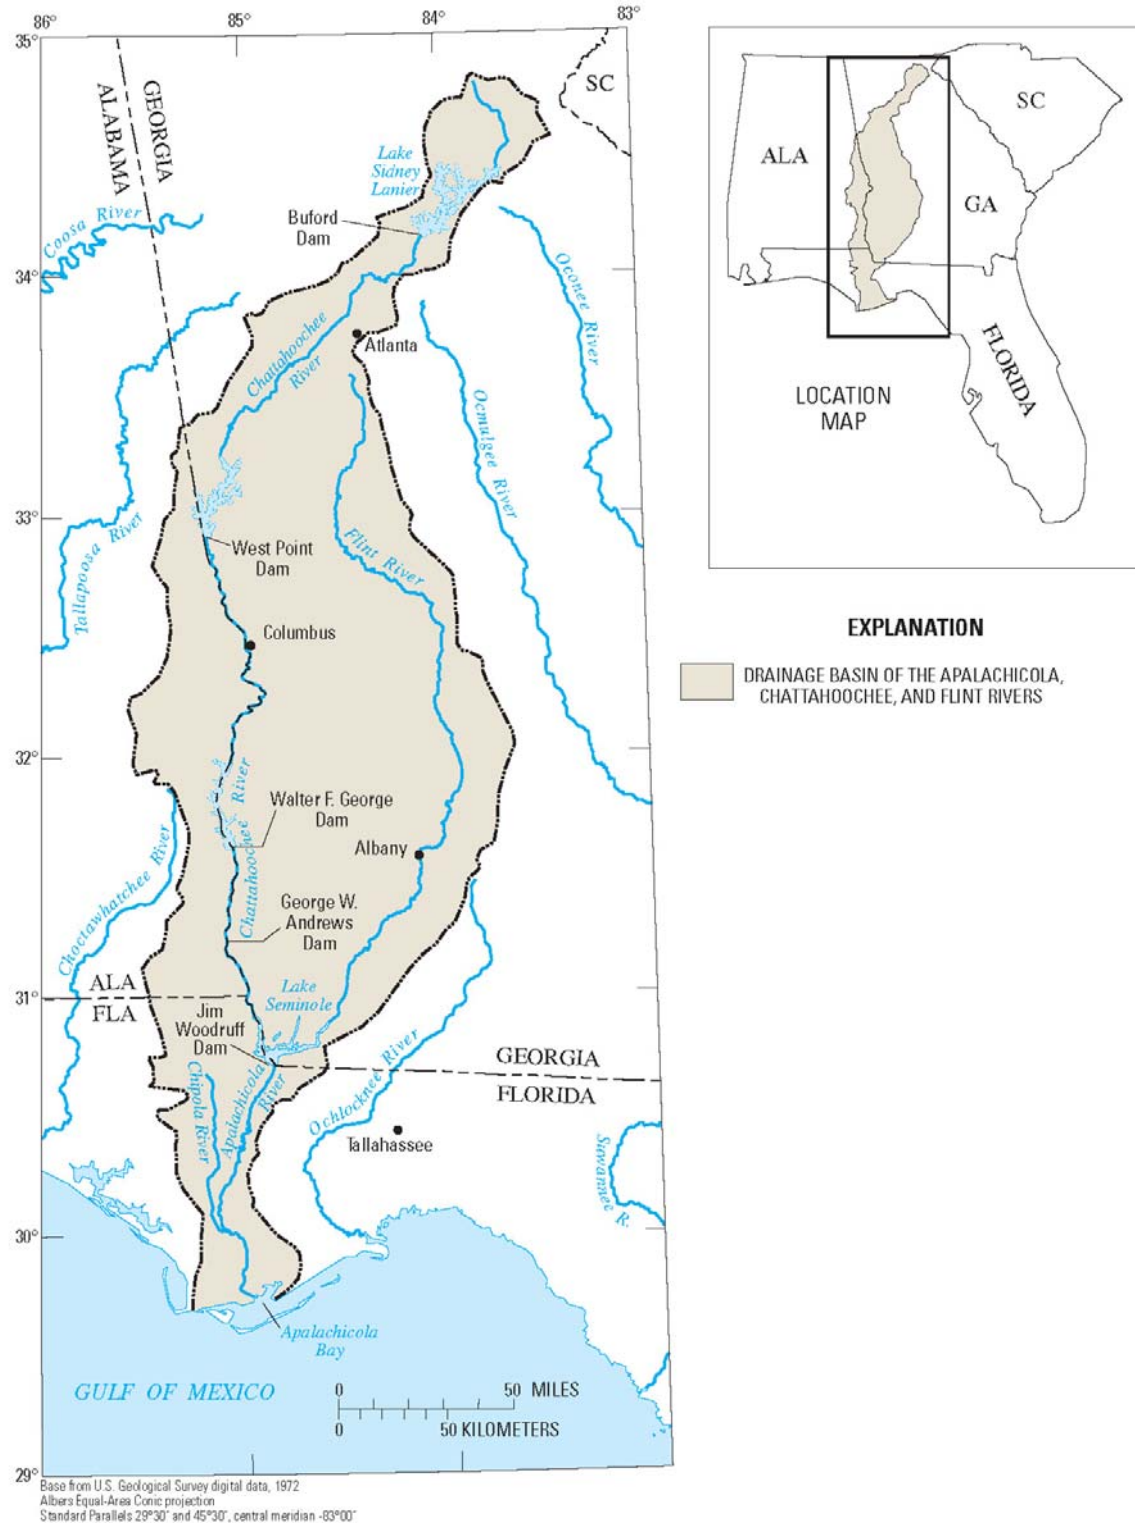 86°
85°
84°
83°
35°
34°
33°
32°
31°
30°
29°
GEORGIA
ALABAMA
SC
Lake
Sidney
Lanier
Buford
Dam
Coosa River
Oconee River
Chattahoochee
River
Atlanta
Ocmulgee River
Tallapoosa River
Flint River
West Point
Dam
Columbus
Walter F. George
Dam
Chattahoochee River
Albany
Choctawhatchee River
George W.
Andrews
Dam
ALA
FLA
Lake
Seminole
Jim
Woodruff
Dam
GEORGIA
FLORIDA
Chipola River
Apalachicola
River
Ochlocknee River
Tallahassee
Suwannee R.
Apalachicola
Bay
GULF OF MEXICO
0 50 MILES
0 50 KILOMETERS
Base from U.S. Geological Survey digital data, 1972
Albers Equal-Area Conic projection
Standard Parallels 29°30" and 45°30", central meridian -83°00"
ALA
SC
GA
FLORIDA
LOCATION
MAP
EXPLANATION
DRAINAGE BASIN OF THE APALACHICOLA,
CHATTAHOOCHEE, AND FLINT RIVERS